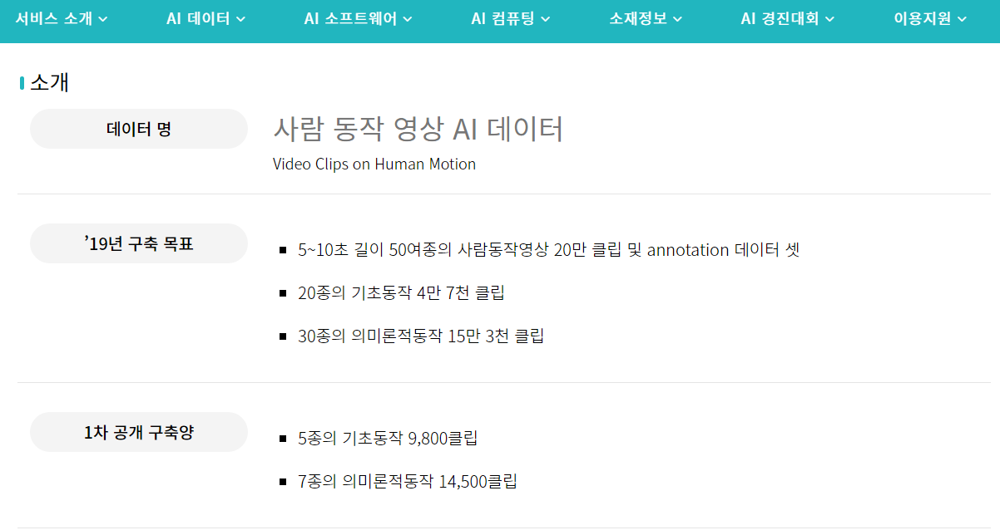 서비스 소개 AI 데이터 AI 소프트웨어 AI 컴퓨팅 소재정보 AI 경진대회 이용지원
소개
데이터 명
사람 동작 영상 AI 데이터
Video Clips on Human Motion
’19년 구축 목표
5~10초 길이 50여종의 사람동작영상 20만 클립 및 annotation 데이터 셋
20종의 기초동작 4만 7천 클립
30종의 의미론적동작 15만 3천 클립
1차 공개 구축양
5종의 기초동작 9,800클립
7종의 의미론적동작 14,500클립